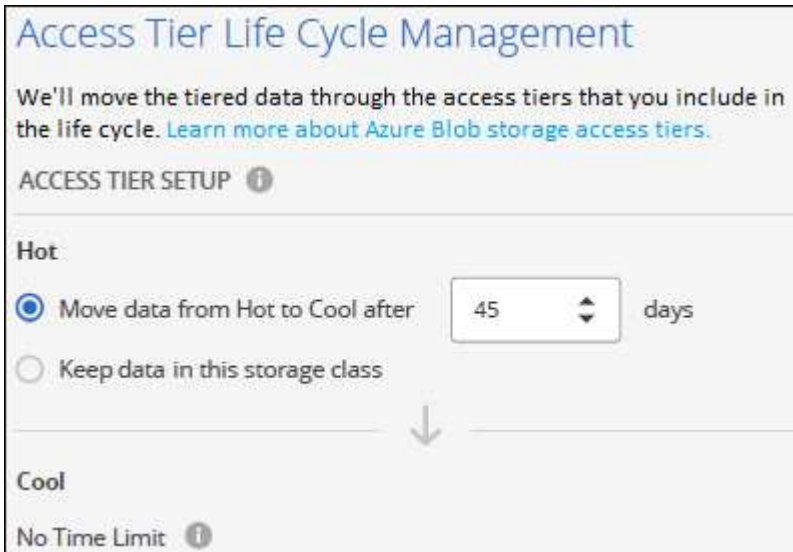 Access Tier Life Cycle Management
We'll move the tiered data through the access tiers that you include in
the life cycle. Learn more about Azure Blob storage access tiers.
ACCESS TIER SETUP
Hot
Move data from Hot to Cool after 45 days
Keep data in this storage class
Cool
No Time Limit